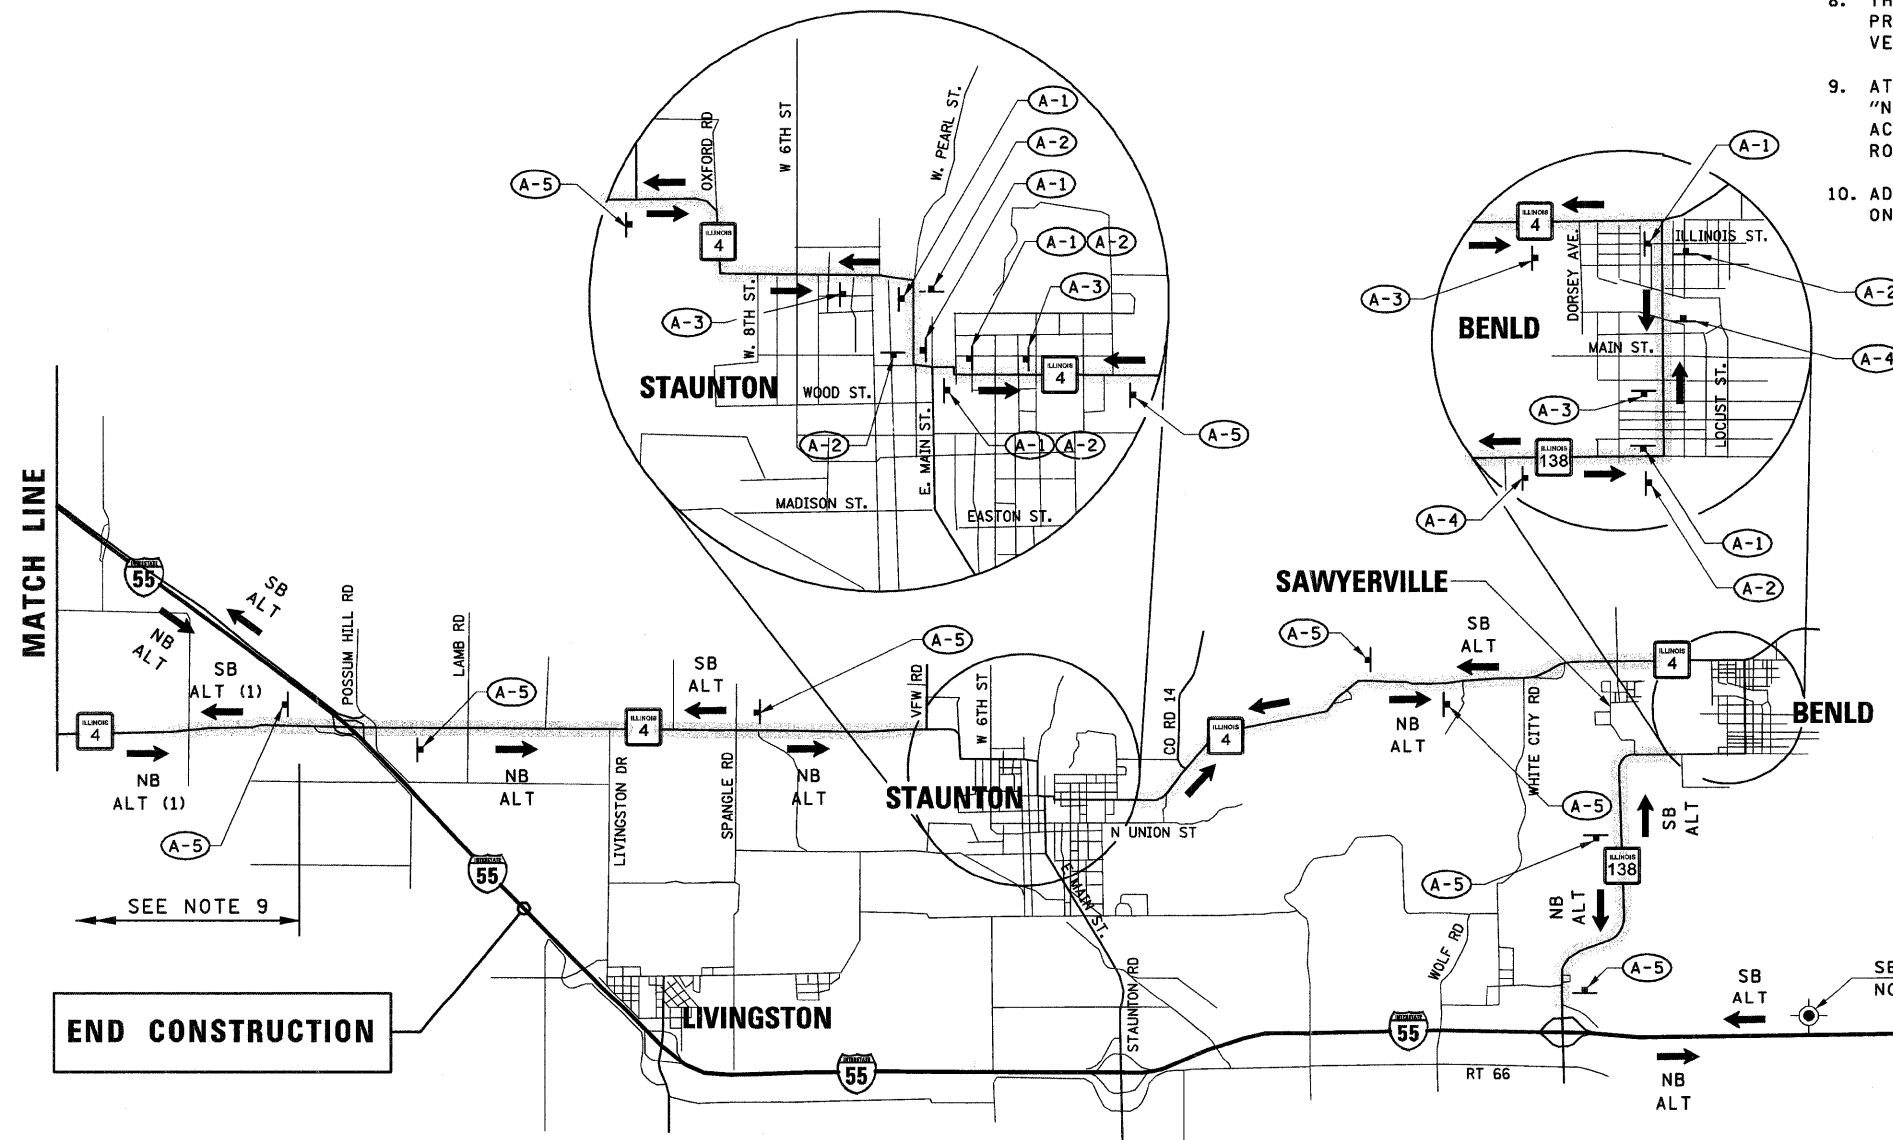 8. TH
PR
VE
9. AT
"N
AC
RO
10. AD
ON
A-1
A-2
A-1
A-1 A-2
A-3
A-5
A-3
A-2
A-1 A-2
A-5
OXFORD RD
W 6TH ST
W. PEARL ST.
ILLINOIS
4
W. 8TH ST.
STAUNTON
WOOD ST.
ILLINOIS
4
E. MAIN ST.
MADISON ST.
EASTON ST.
A-1
ILLINOIS
4
ILLINOIS ST.
DORSEY AVE.
A-3
A-2
BENLD
MAIN ST.
A-4
LOCUST ST.
A-3
ILLINOIS
138
A-4
A-1
A-2
MATCH LINE
INTERSTATE
55
SB
ALT
NB
ALT
SB
ALT (1)
POSSUM HILL RD
LAMB RD
A-5
SB
ALT
A-5
VFW RD
W 6TH ST
CO RD 14
SAWYERVILLE
A-5
SB
ALT
ILLINOIS
4
BENLD
ILLINOIS
4
NB
ALT (1)
NB
ALT
ILLINOIS
4
NB
ALT
LIVINGSTON DR
SPANGLE RD
STAUNTON
ILLINOIS
4
NB
ALT
WHITE CITY RD
A-5
A-5
N UNION ST
SB
ALT
E. MAIN ST.
A-5
ILLINOIS
138
NB
ALT
INTERSTATE
55
SEE NOTE 9
WOLF RD
A-5
STAUNTON RD
SB
ALT
SE
NO
END CONSTRUCTION
LIVINGSTON
INTERSTATE
55
INTERSTATE
55
RT 66
NB
ALT